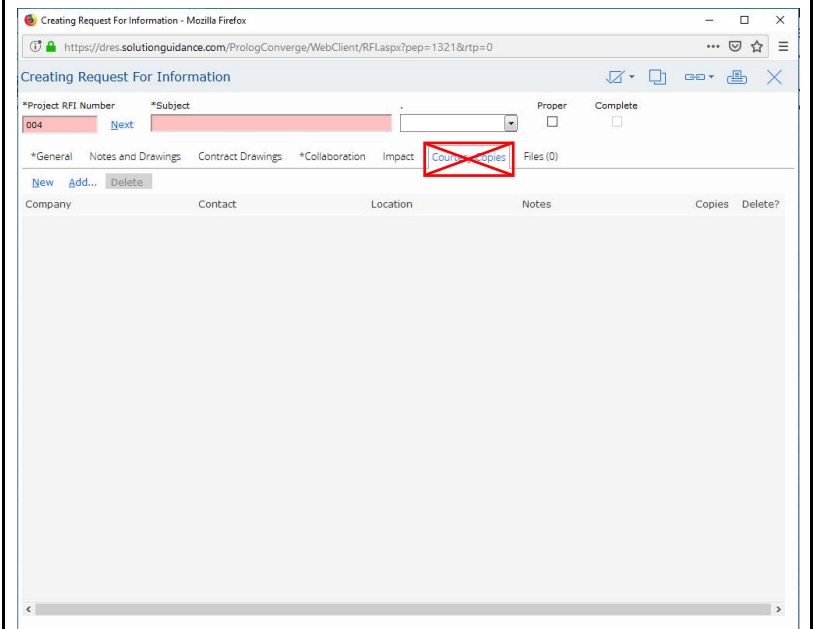 Creating Request For Information - Mozilla Firefox
https://dres.solutionguidance.com/PrologConverge/WebClient/RFI.aspx?pep=1321&rtp=0
Creating Request For Information
*Project RFI Number *Subject . Proper Complete
004 Next
*General Notes and Drawings Contract Drawings *Collaboration Impact Courtesy Copies Files (0)
New Add... Delete
Company Contact Location Notes Copies Delete?